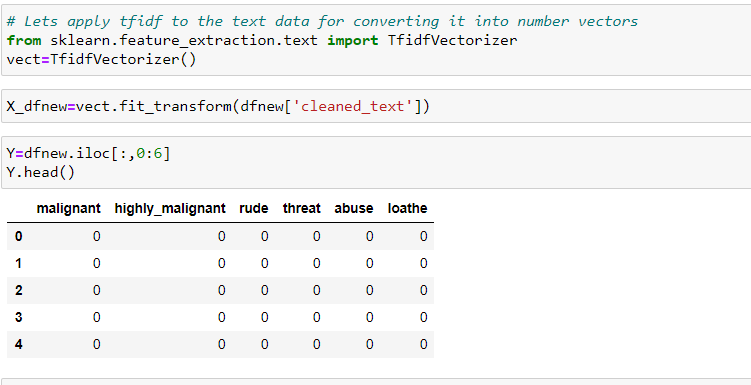 # Lets apply tfidf to the text data for converting it into number vectors
from sklearn.feature_extraction.text import TfidfVectorizer
vect=TfidfVectorizer()
X_dfnew=vect.fit_transform(dfnew['cleaned_text'])
Y=dfnew.iloc[:,0:6]
Y.head()
malignant highly_malignant rude threat abuse loathe
0 0 0 0 0 0 0
1 0 0 0 0 0 0
2 0 0 0 0 0 0
3 0 0 0 0 0 0
4 0 0 0 0 0 0